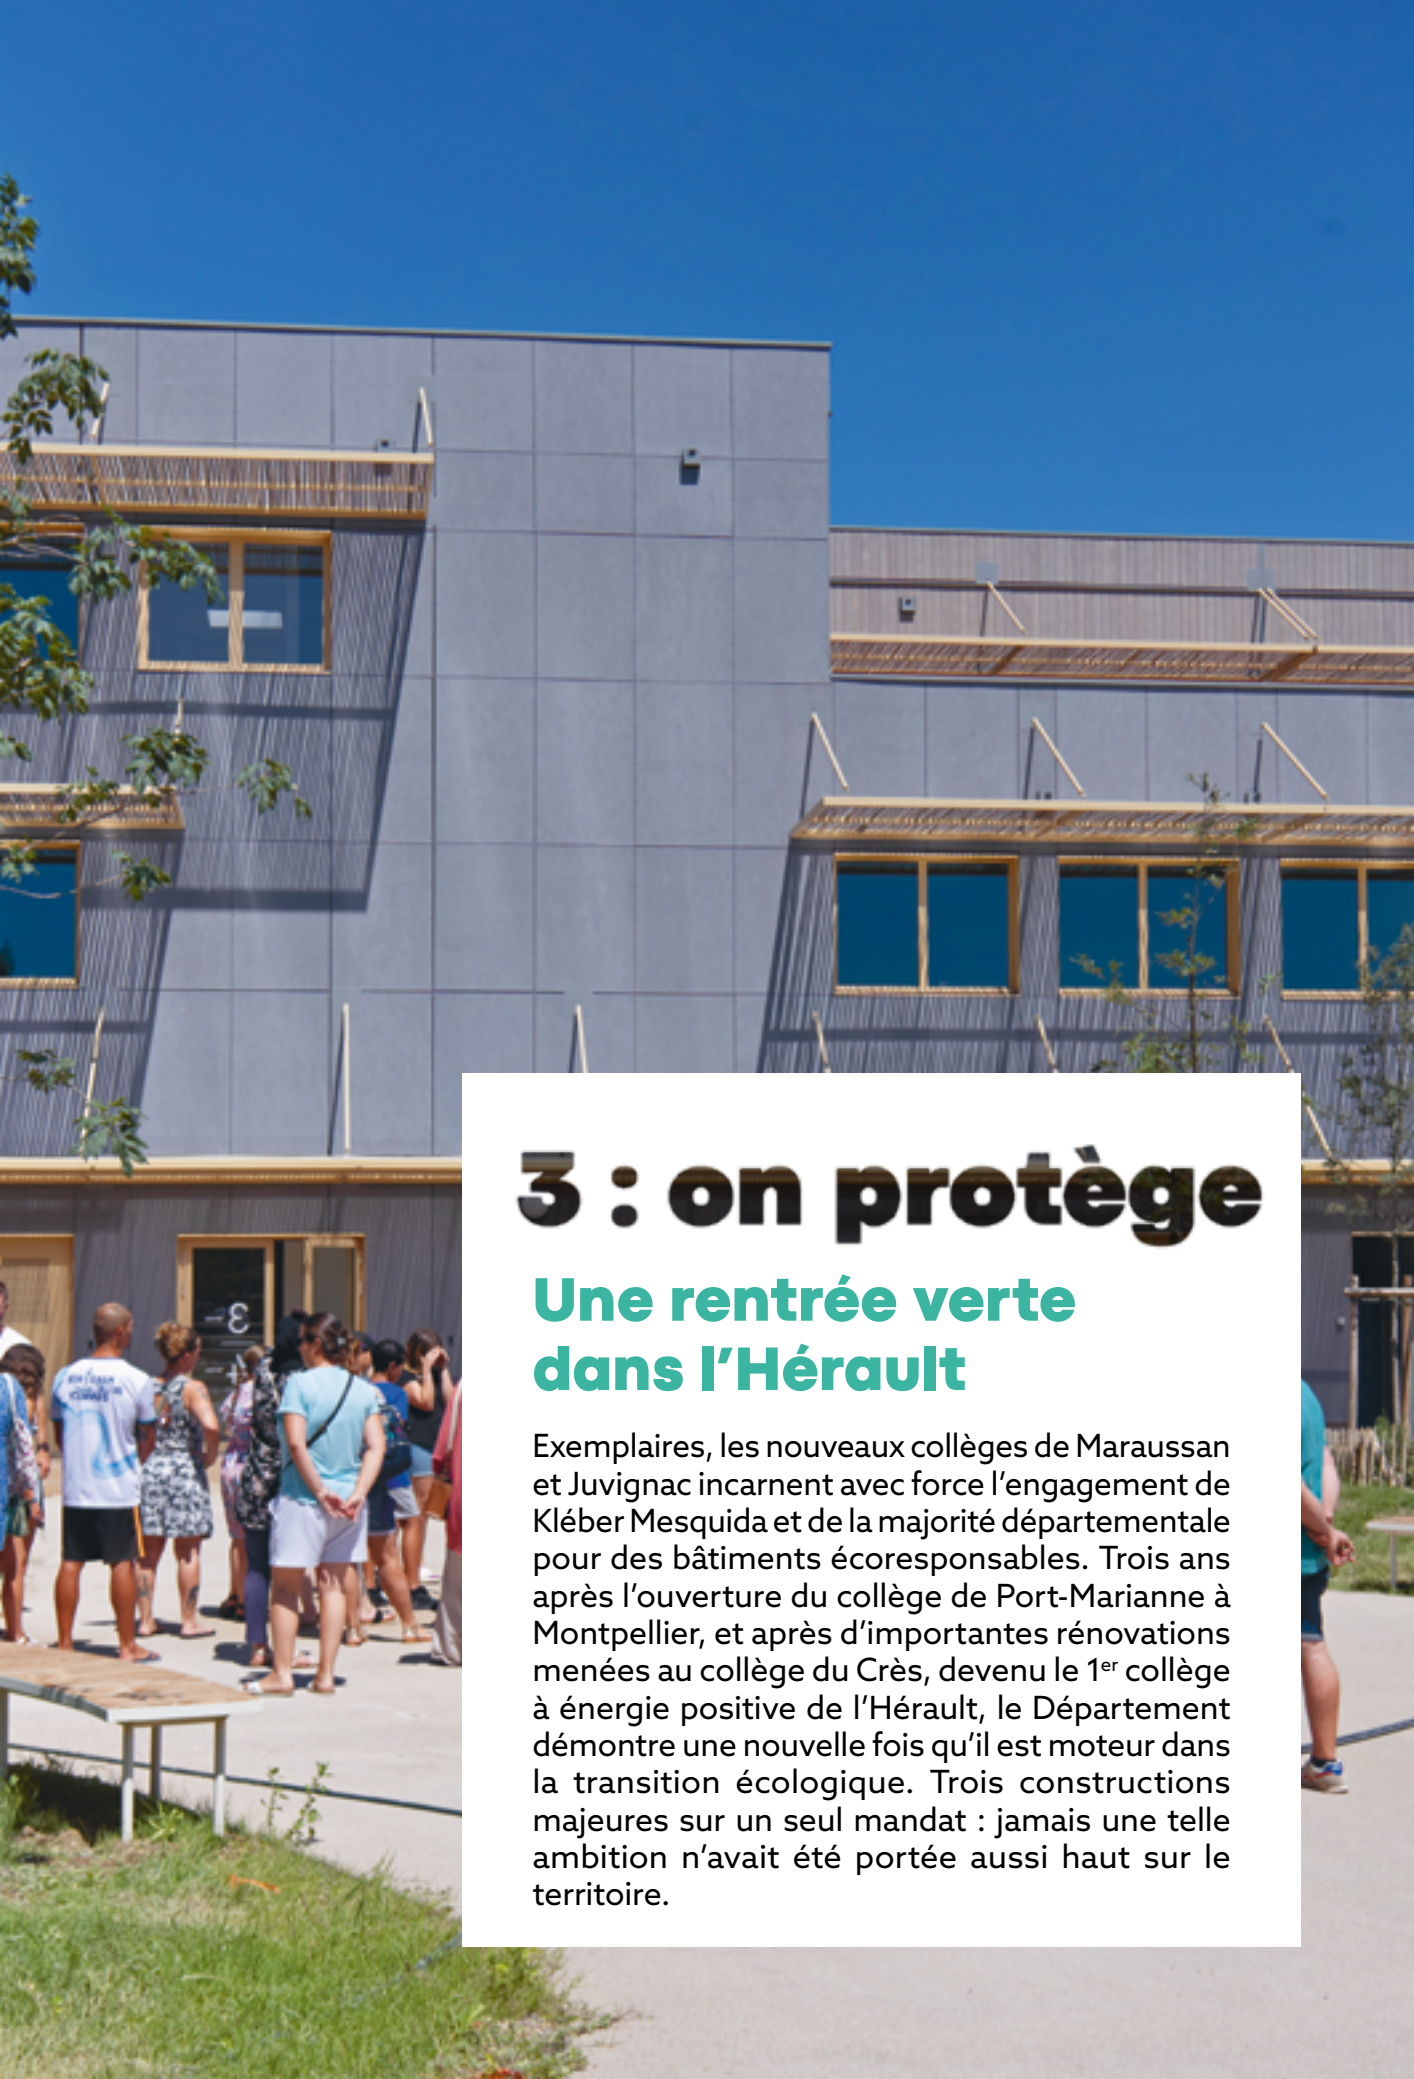 3 : on protège
Une rentrée verte
dans l’Hérault
Exemplaires, les nouveaux collèges de Maraussan
et Juvignac incarnent avec force l’engagement de
Kléber Mesquida et de la majorité départementale
pour des bâtiments écoresponsables. Trois ans
après l’ouverture du collège de Port-Marianne à
Montpellier, et après d’importantes rénovations
menées au collège du Crès, devenu le 1er collège
à énergie positive de l’Hérault, le Département
démontre une nouvelle fois qu’il est moteur dans
la transition écologique. Trois constructions
majeures sur un seul mandat : jamais une telle
ambition n’avait été portée aussi haut sur le
territoire.